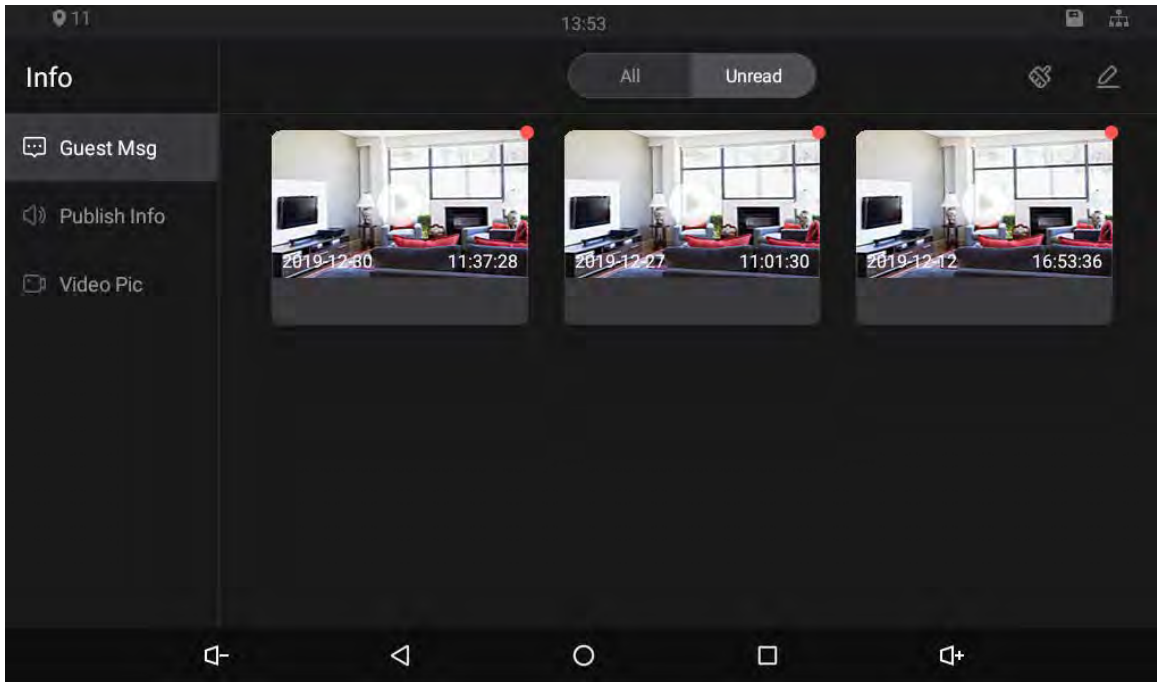 11
13:53
Info
All
Unread
Guest Msg
Publish Info
Video Pic
2019-12-30 11:37:28
2019-12-27 11:01:30
2019-12-12 16:53:36